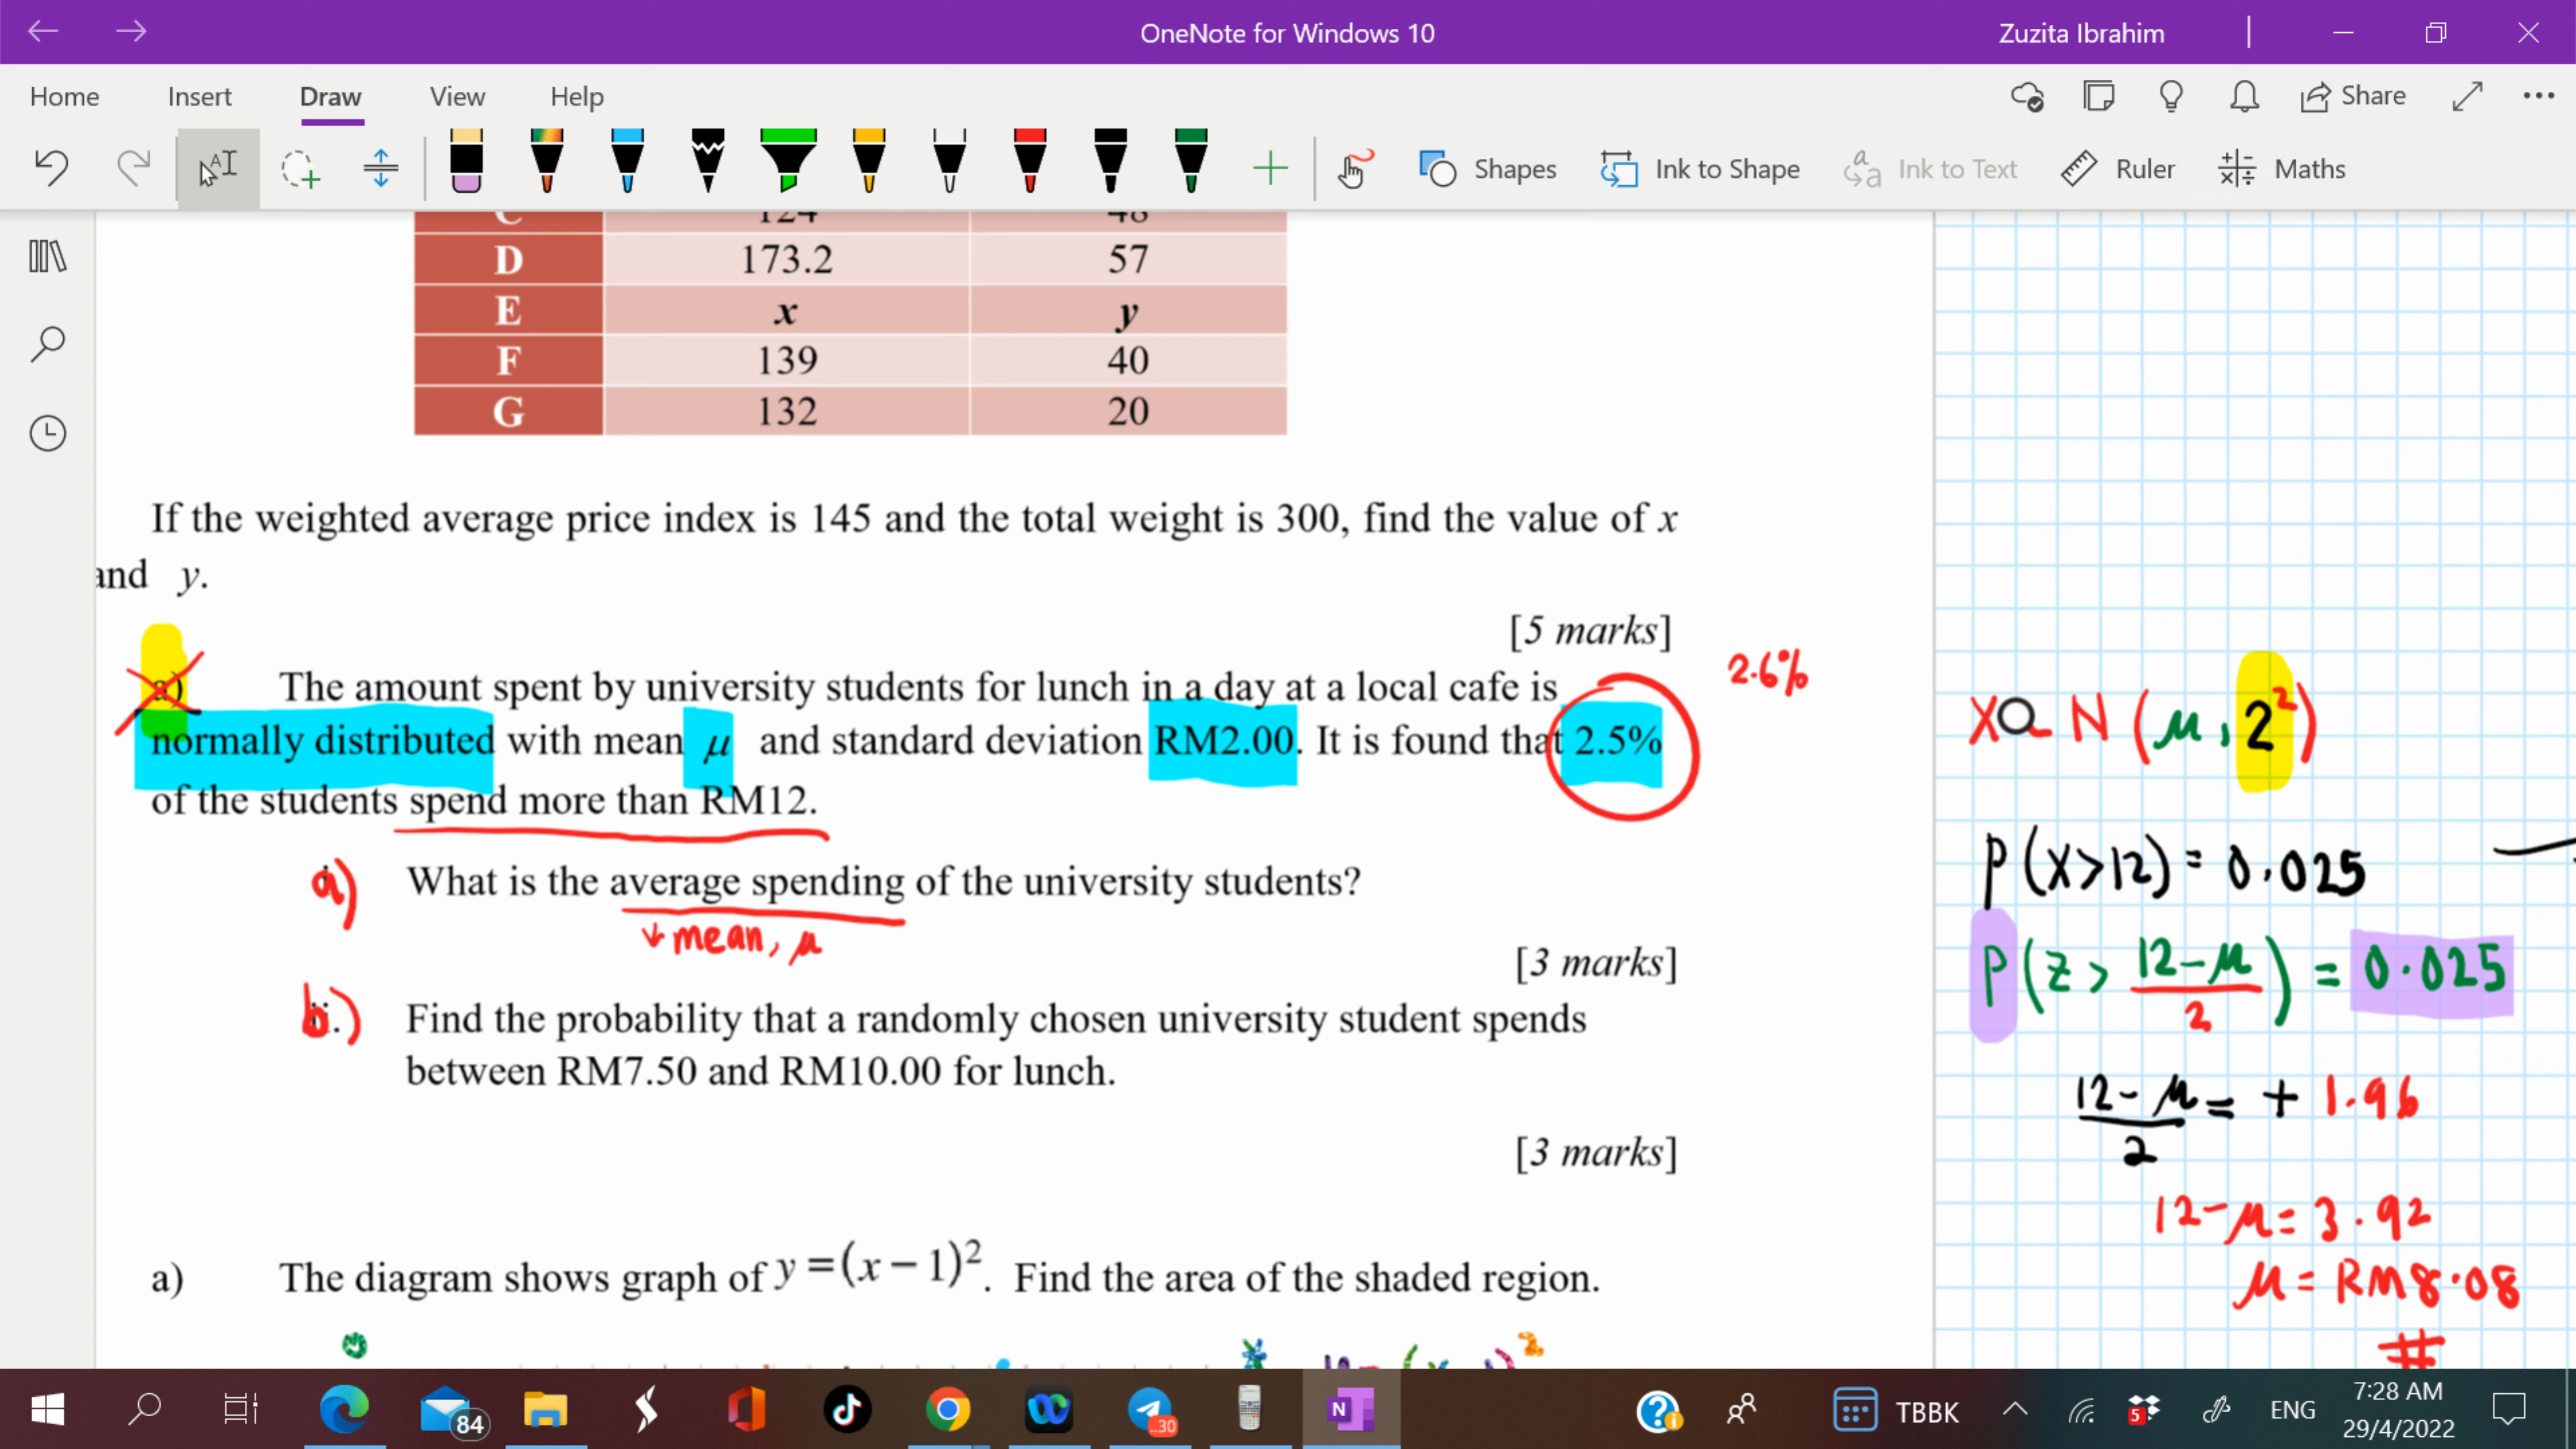 OneNote for Windows 10
Zuzita Ibrahim
Home Insert Draw View Help
Share
Shapes Ink to Shape Ink to Text Ruler Maths
C 124 48
D 173.2 57
E x y
F 139 40
G 132 20
If the weighted average price index is 145 and the total weight is 300, find the value of x
and y.
[5 marks]
2.6%
a) The amount spent by university students for lunch in a day at a local cafe is
normally distributed with mean μ and standard deviation RM2.00. It is found that 2.5%
of the students spend more than RM12.
a) What is the average spending of the university students?
↓ mean, μ
[3 marks]
b.) Find the probability that a randomly chosen university student spends
between RM7.50 and RM10.00 for lunch.
[3 marks]
a) The diagram shows graph of y = (x − 1)². Find the area of the shaded region.
X ~ N (μ, 2²)
P(X>12) = 0.025
P(Z > 12-μ/2) = 0.025
12-μ/2 = + 1.96
12-μ = 3.92
μ = RM8.08
#
84
30
N
TBBK
5
ENG
7:28 AM
29/4/2022